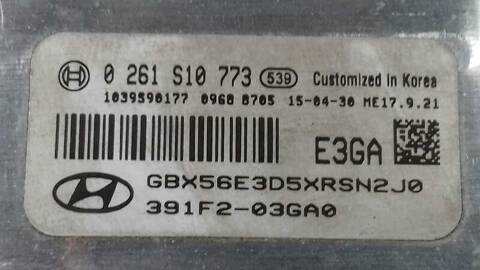 0 261 S10 773 539 Customized in Korea
1039S90177 0968 8705 15-04-30 ME17.9.21
E3GA
GBX56E3D5XRSN2J0
391F2-03GA0